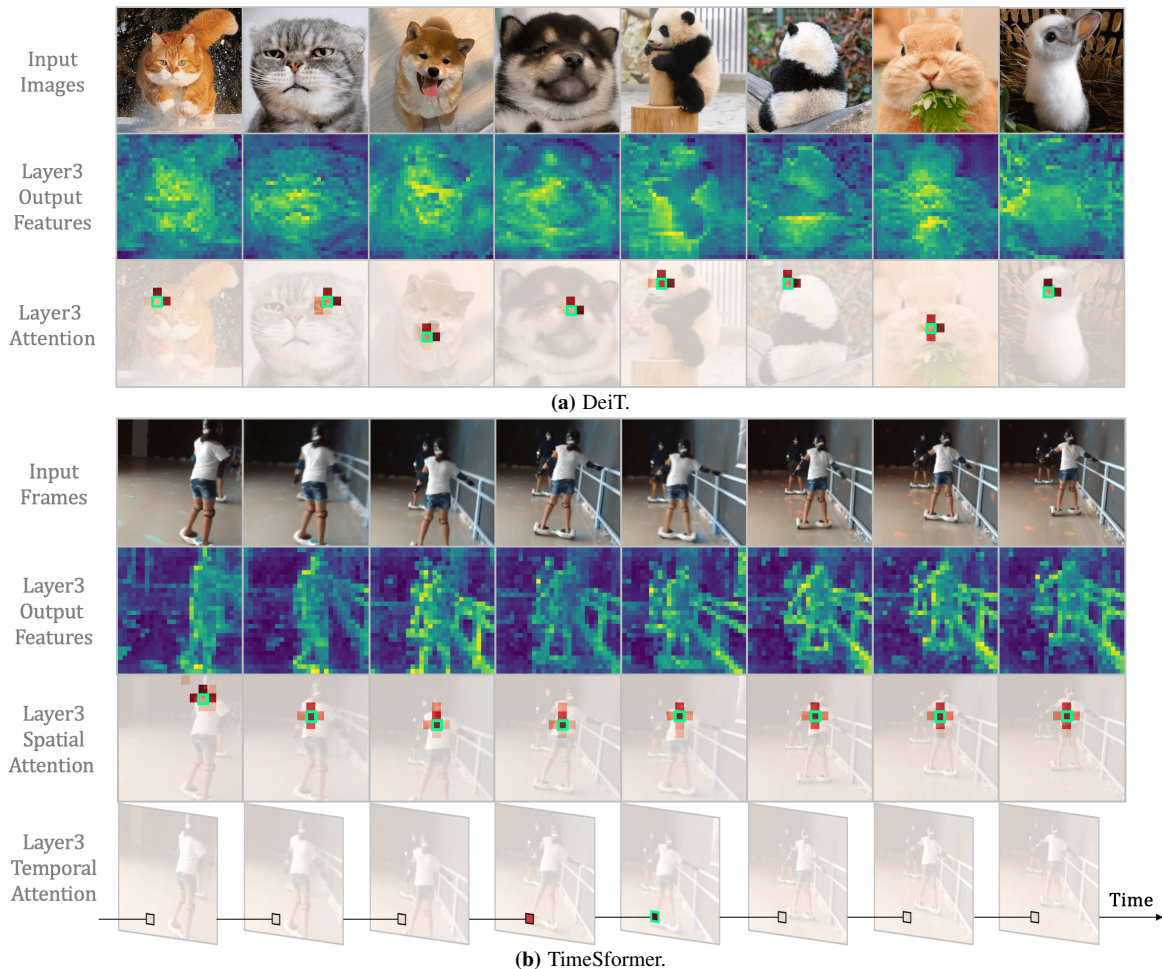 Input
Images
Layer3
Output
Features
Layer3
Attention
(a) DeiT.
Input
Frames
Layer3
Output
Features
Layer3
Spatial
Attention
Layer3
Temporal
Attention
Time
(b) TimeSformer.